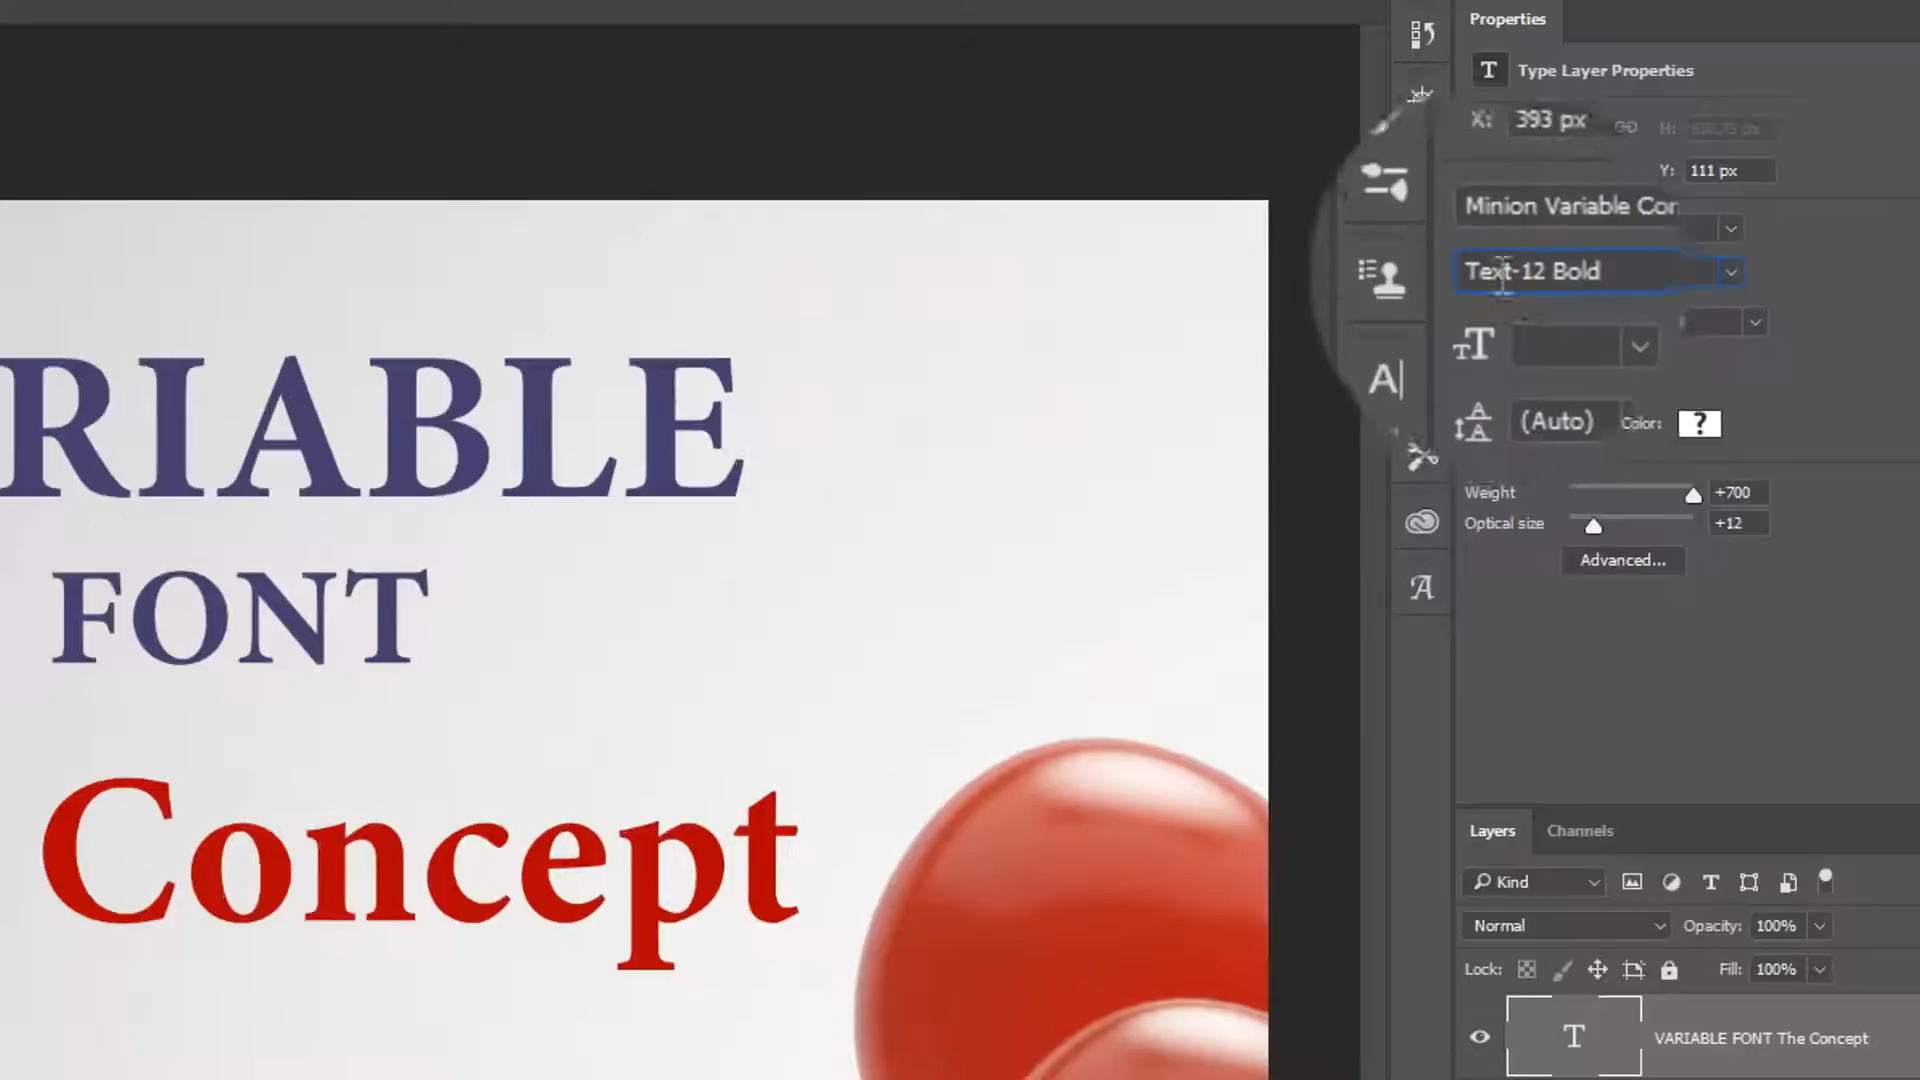 Properties
T Type Layer Properties
X: 393 px H:
Y: 111 px
Minion Variable Con
Text-12 Bold
(Auto) Color: ?
Weight +700
Optical size +12
Advanced...
RIABLE
FONT
Concept
Layers Channels
Kind
Normal Opacity: 100%
Lock: Fill: 100%
VARIABLE FONT The Concept